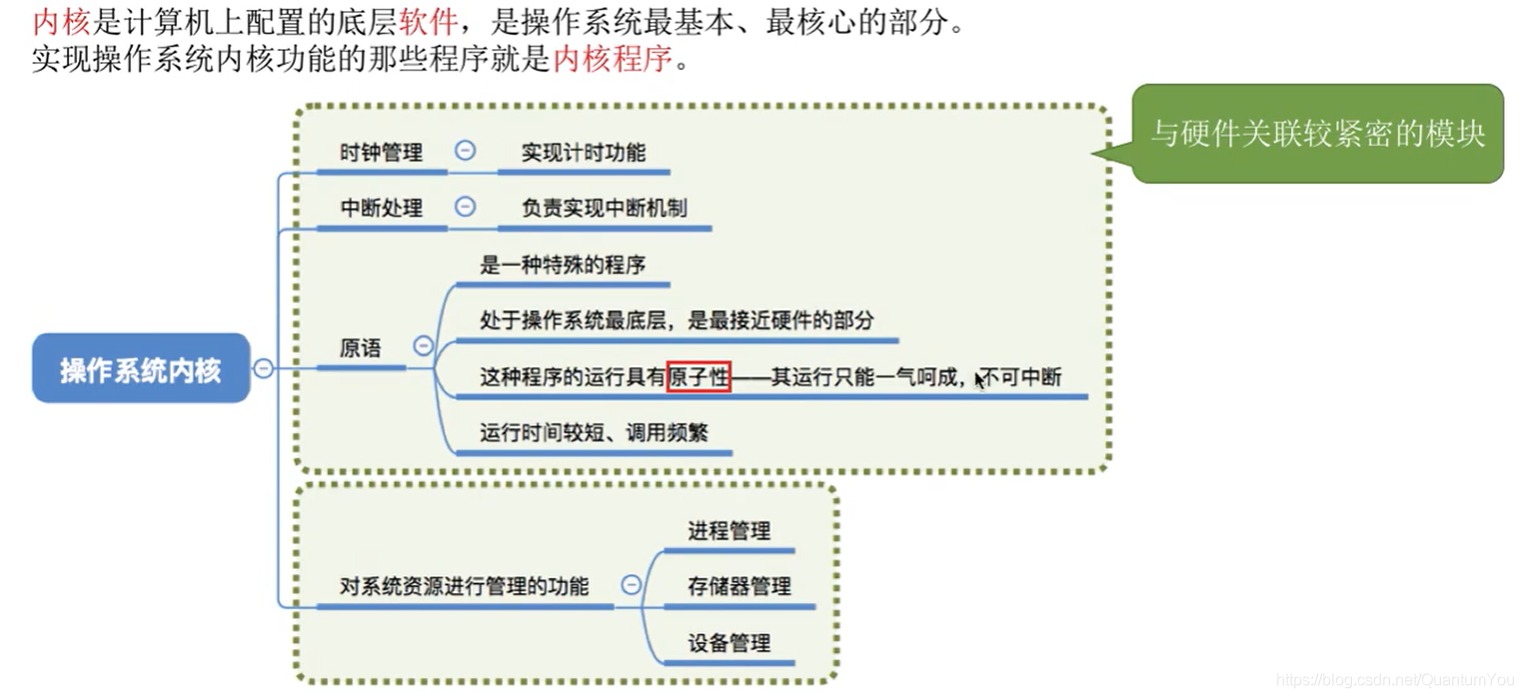 内核是计算机上配置的底层软件，是操作系统最基本、最核心的部分。
实现操作系统内核功能的那些程序就是内核程序。
与硬件关联较紧密的模块
时钟管理 实现计时功能
中断处理 负责实现中断机制
是一种特殊的程序
处于操作系统最底层，是最接近硬件的部分
原语
操作系统内核
这种程序的运行具有原子性——其运行只能一气呵成，不可中断
运行时间较短、调用频繁
进程管理
对系统资源进行管理的功能 存储器管理
设备管理
https://blog.csdn.net/QuantumYou